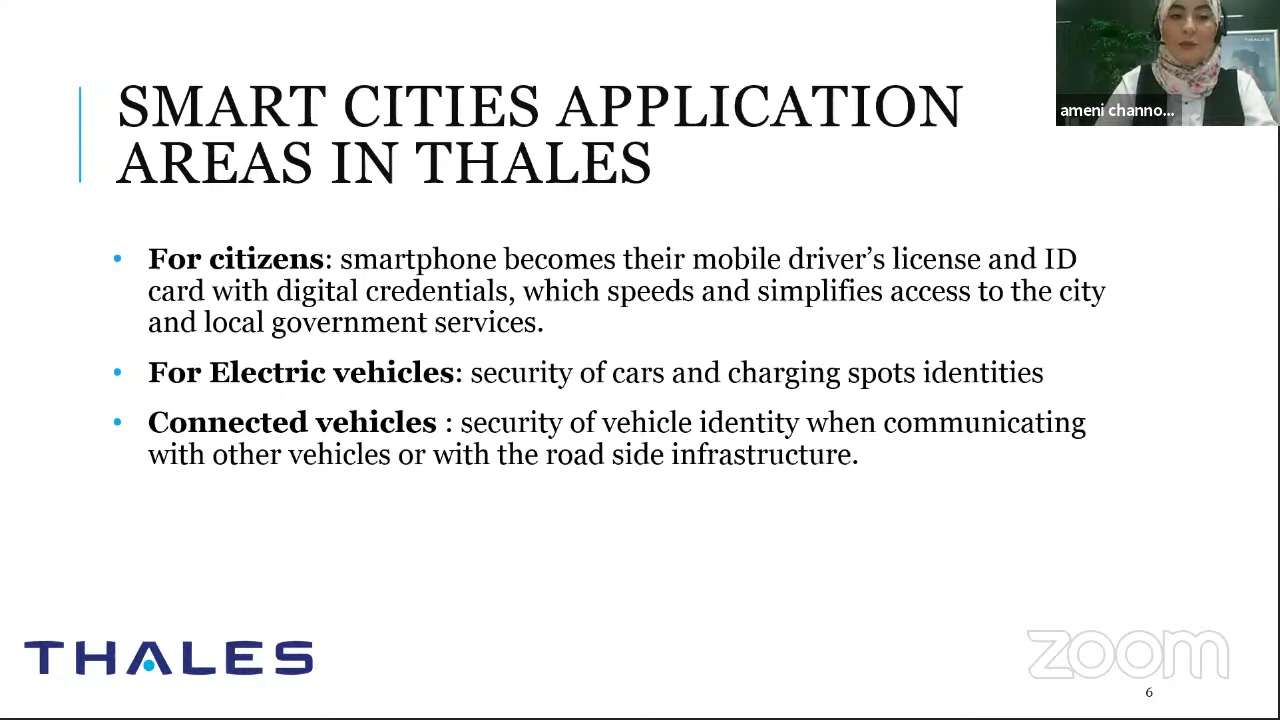 THALES
ameni channo...
SMART CITIES APPLICATION
AREAS IN THALES
• For citizens: smartphone becomes their mobile driver’s license and ID
card with digital credentials, which speeds and simplifies access to the city
and local government services.
• For Electric vehicles: security of cars and charging spots identities
• Connected vehicles : security of vehicle identity when communicating
with other vehicles or with the road side infrastructure.
THALES
zoom
6